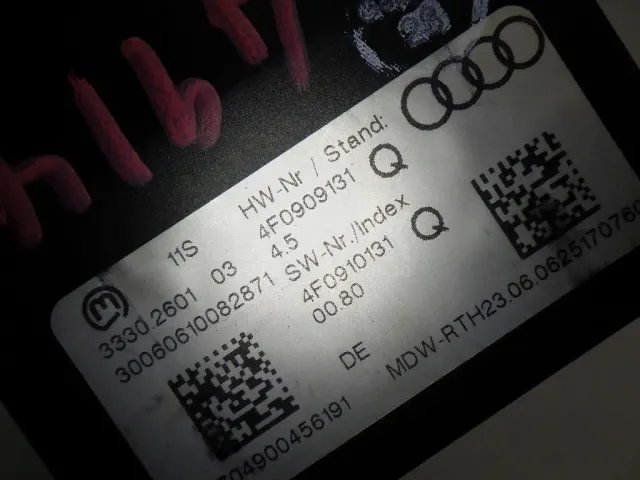 HW-Nr / Stand:
11S 4F0909131 Q
3330.2601 03 4.5
30060610082871 SW-Nr./Index
4F0910131 Q
00.80
DE MDW-RTH23.06.0625170760
04900456191